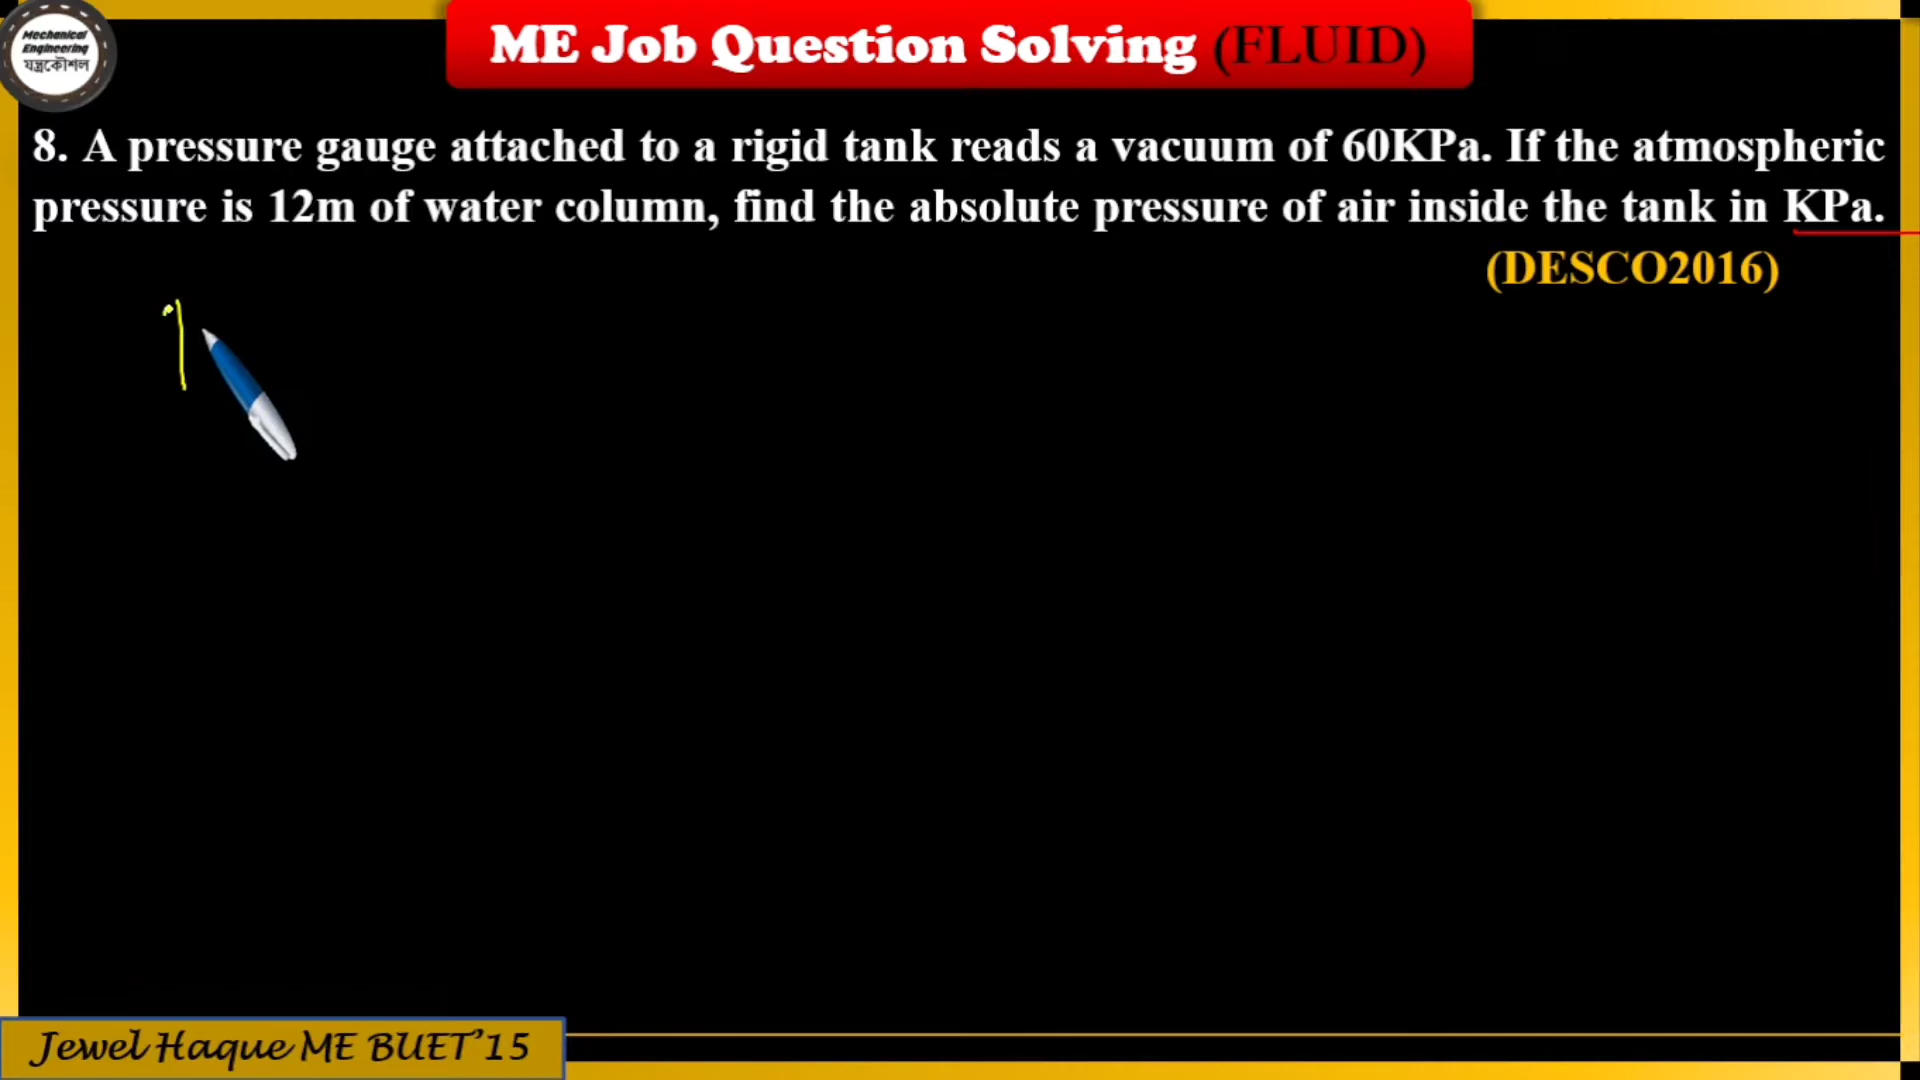 Mechanical
Engineering
যন্ত্রকৌশল
ME Job Question Solving (FLUID)
8. A pressure gauge attached to a rigid tank reads a vacuum of 60KPa. If the atmospheric
pressure is 12m of water column, find the absolute pressure of air inside the tank in KPa.
(DESCO2016)
Jewel Haque ME BUET’15